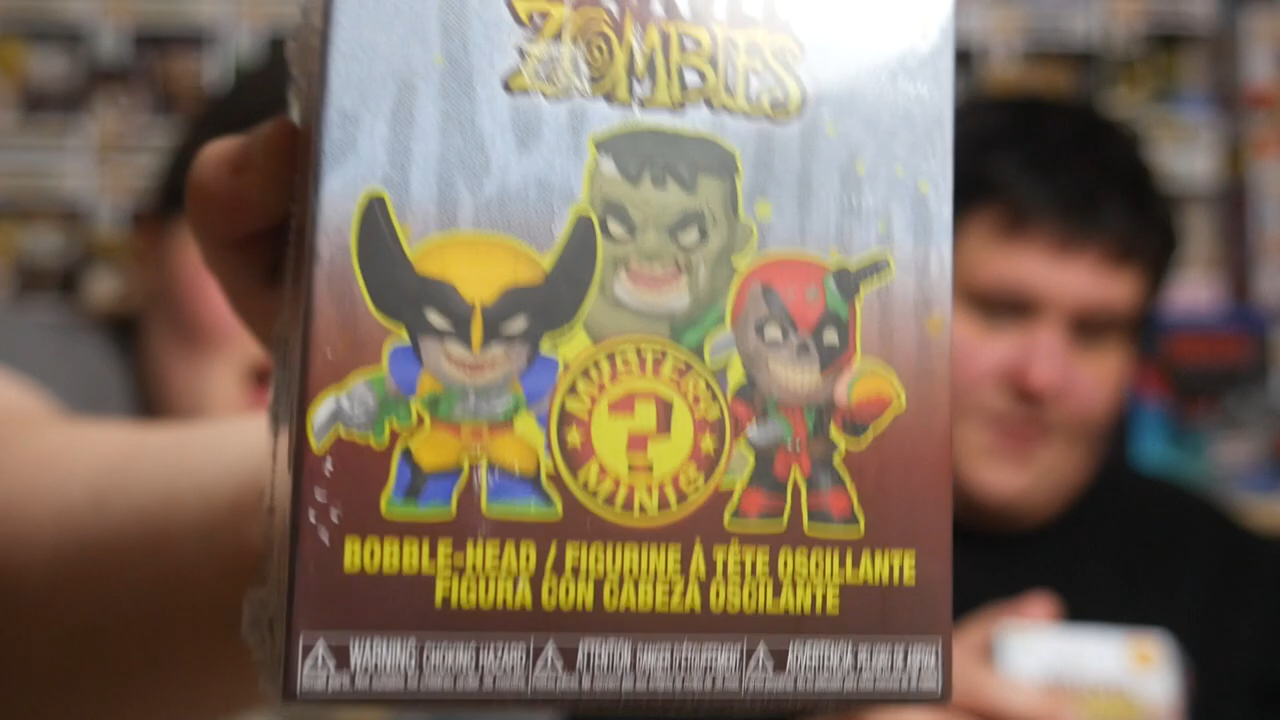 ZOMBIES
MYSTERY
MINIS
BOBBLE-HEAD / FIGURINE À TÊTE OSCILLANTE
FIGURA CON CABEZA OSCILANTE
WARNING: CHOKING HAZARD
ATTENTION DANGER D'ÉTOUFFEMENT
ADVERTENCIA: PELIGRO DE AHOGO